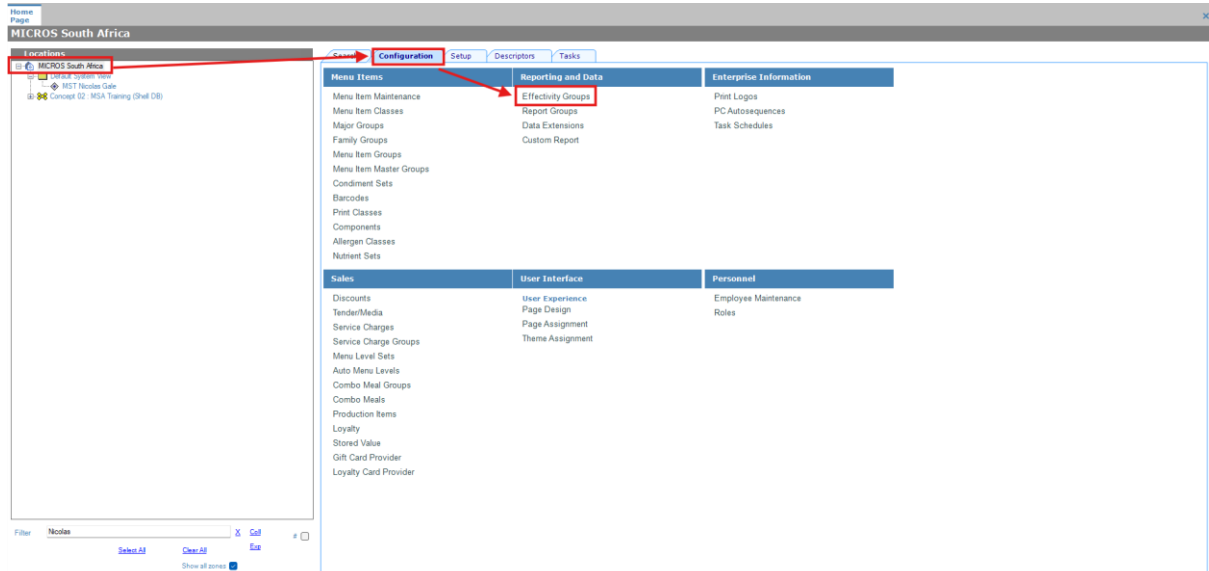 Home
Page
×
MICROS South Africa
Locations
MICROS South Africa
Default System View
MST Nicolas Gale
Concept 02 : MSA Training (Shell DB)
Search
Configuration
Setup
Descriptors
Tasks
Menu Items
Menu Item Maintenance
Menu Item Classes
Major Groups
Family Groups
Menu Item Groups
Menu Item Master Groups
Condiment Sets
Barcodes
Print Classes
Components
Allergen Classes
Nutrient Sets
Reporting and Data
Effectivity Groups
Report Groups
Data Extensions
Custom Report
Enterprise Information
Print Logos
PC Autosequences
Task Schedules
Sales
Discounts
Tender/Media
Service Charges
Service Charge Groups
Menu Level Sets
Auto Menu Levels
Combo Meal Groups
Combo Meals
Production Items
Loyalty
Stored Value
Gift Card Provider
Loyalty Card Provider
User Interface
User Experience
Page Design
Page Assignment
Theme Assignment
Personnel
Employee Maintenance
Roles
Filter Nicolas X Coll #
Select All Clear All Exp
Show all zones